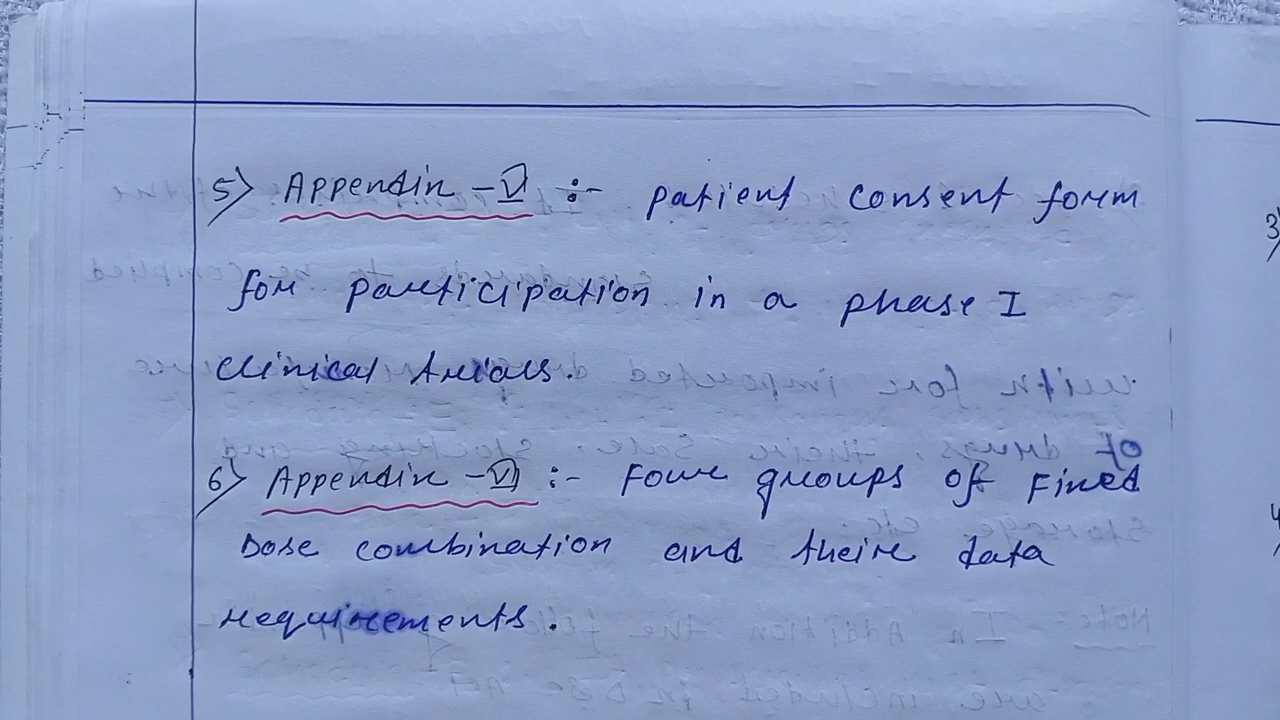 5) Appendix -V :- patient consent form
for participation in a phase I
clinical trials.
6) Appendix -VI :- Four groups of Fixed
Dose combination and their data
requirements.
3)